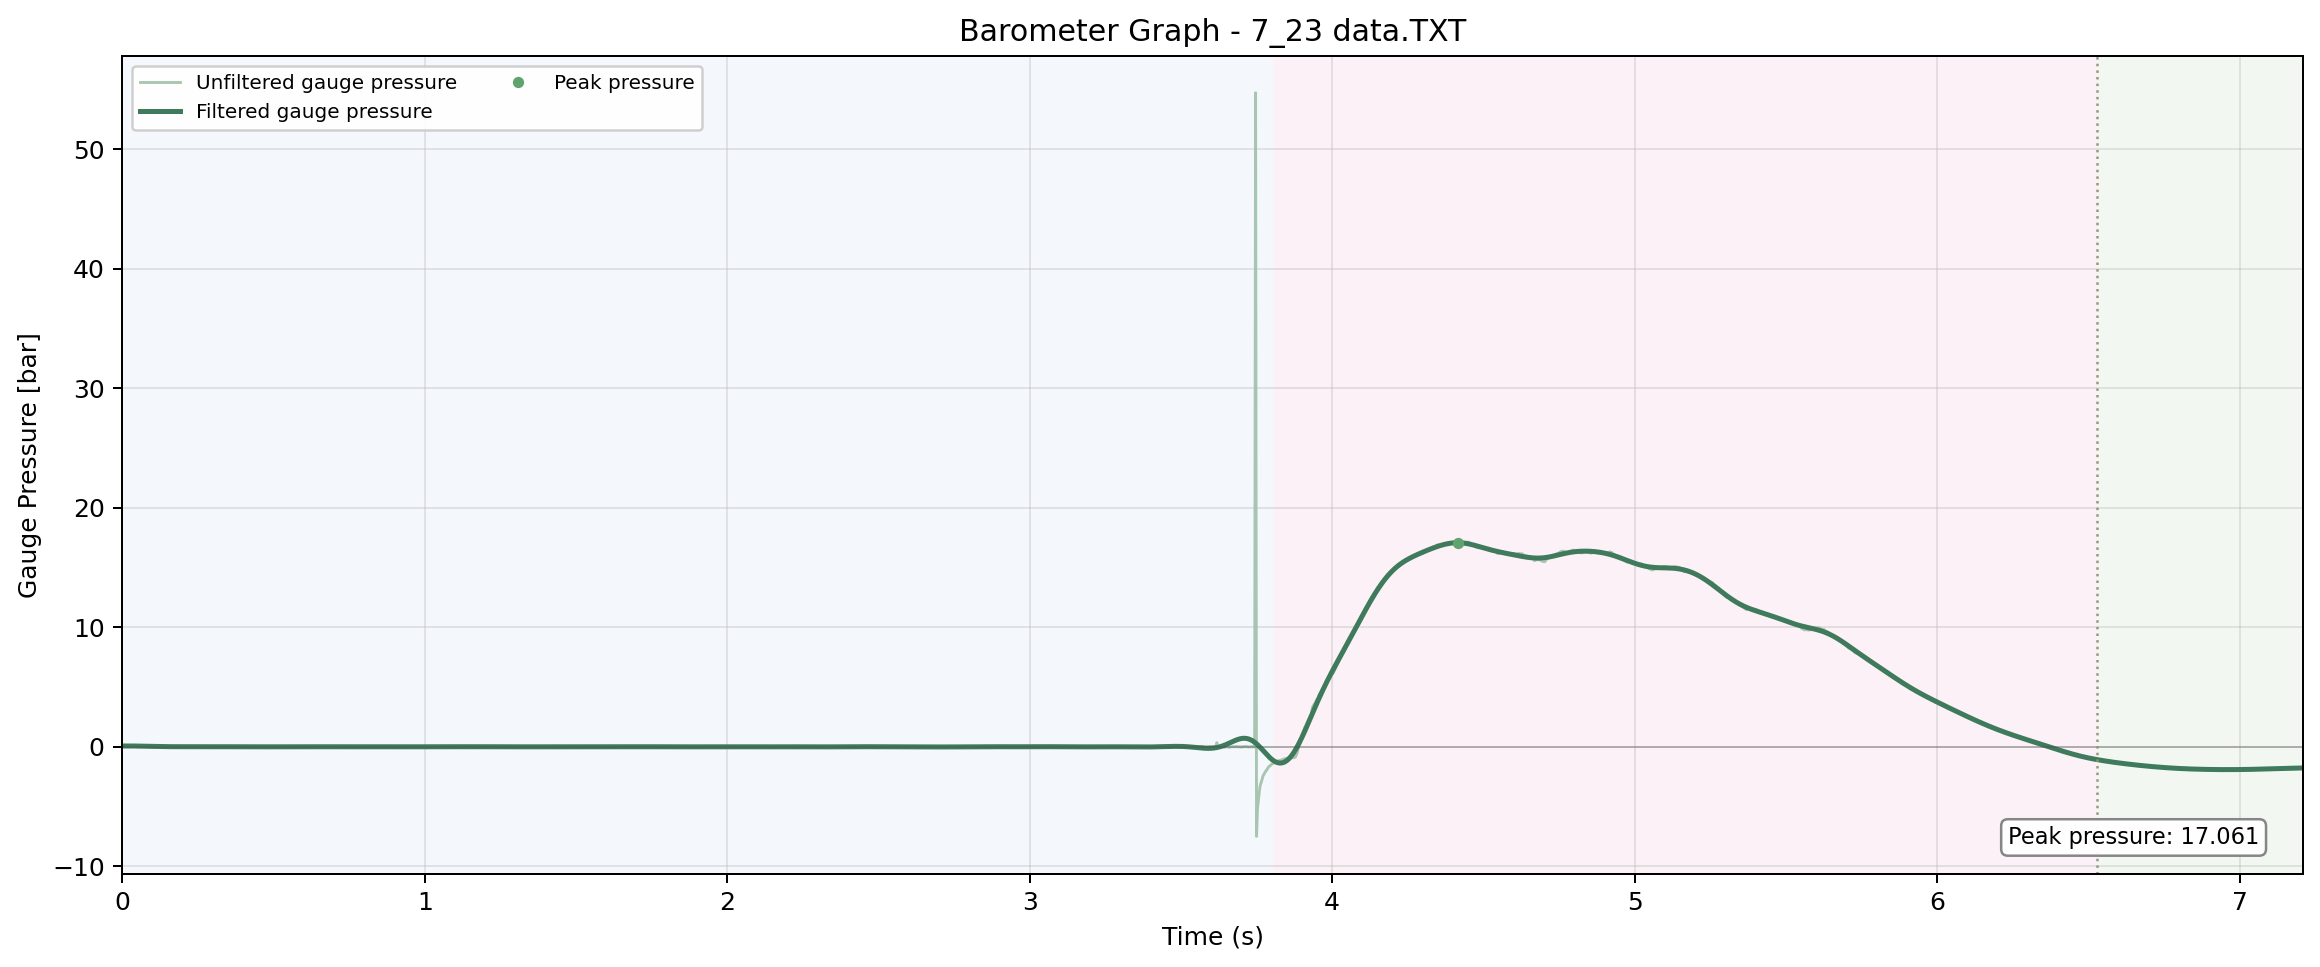 Barometer Graph - 7_23 data.TXT
Unfiltered gauge pressure
Filtered gauge pressure
Peak pressure
Gauge Pressure [bar]
50
40
30
20
10
0
−10
Peak pressure: 17.061
0 1 2 3 4 5 6 7
Time (s)